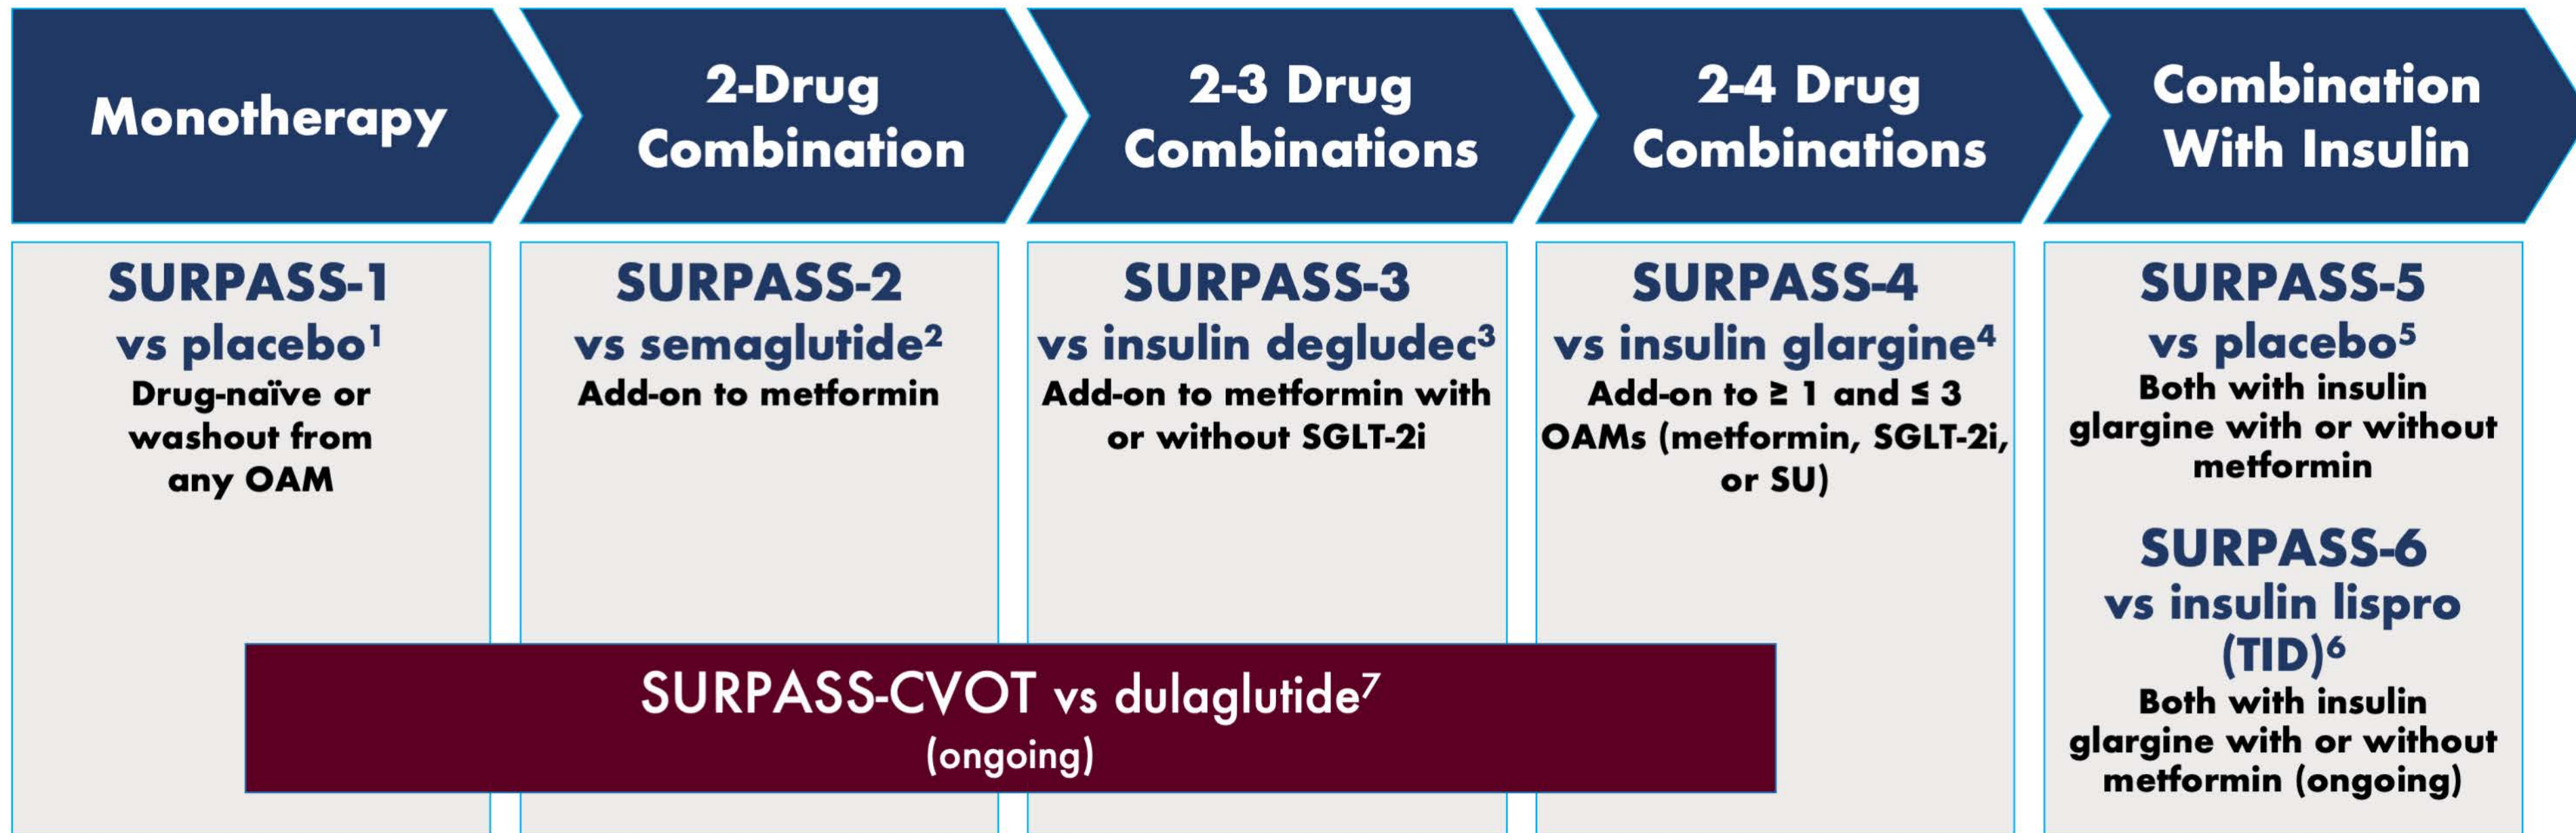 Monotherapy
2-Drug
Combination
2-3 Drug
Combinations
2-4 Drug
Combinations
Combination
With Insulin
SURPASS-1
vs placebo¹
Drug-naïve or
washout from
any OAM
SURPASS-2
vs semaglutide²
Add-on to metformin
SURPASS-3
vs insulin degludec³
Add-on to metformin with
or without SGLT-2i
SURPASS-4
vs insulin glargine⁴
Add-on to ≥ 1 and ≤ 3
OAMs (metformin, SGLT-2i,
or SU)
SURPASS-5
vs placebo⁵
Both with insulin
glargine with or without
metformin
SURPASS-6
vs insulin lispro
(TID)⁶
Both with insulin
glargine with or without
metformin (ongoing)
SURPASS-CVOT vs dulaglutide⁷
(ongoing)